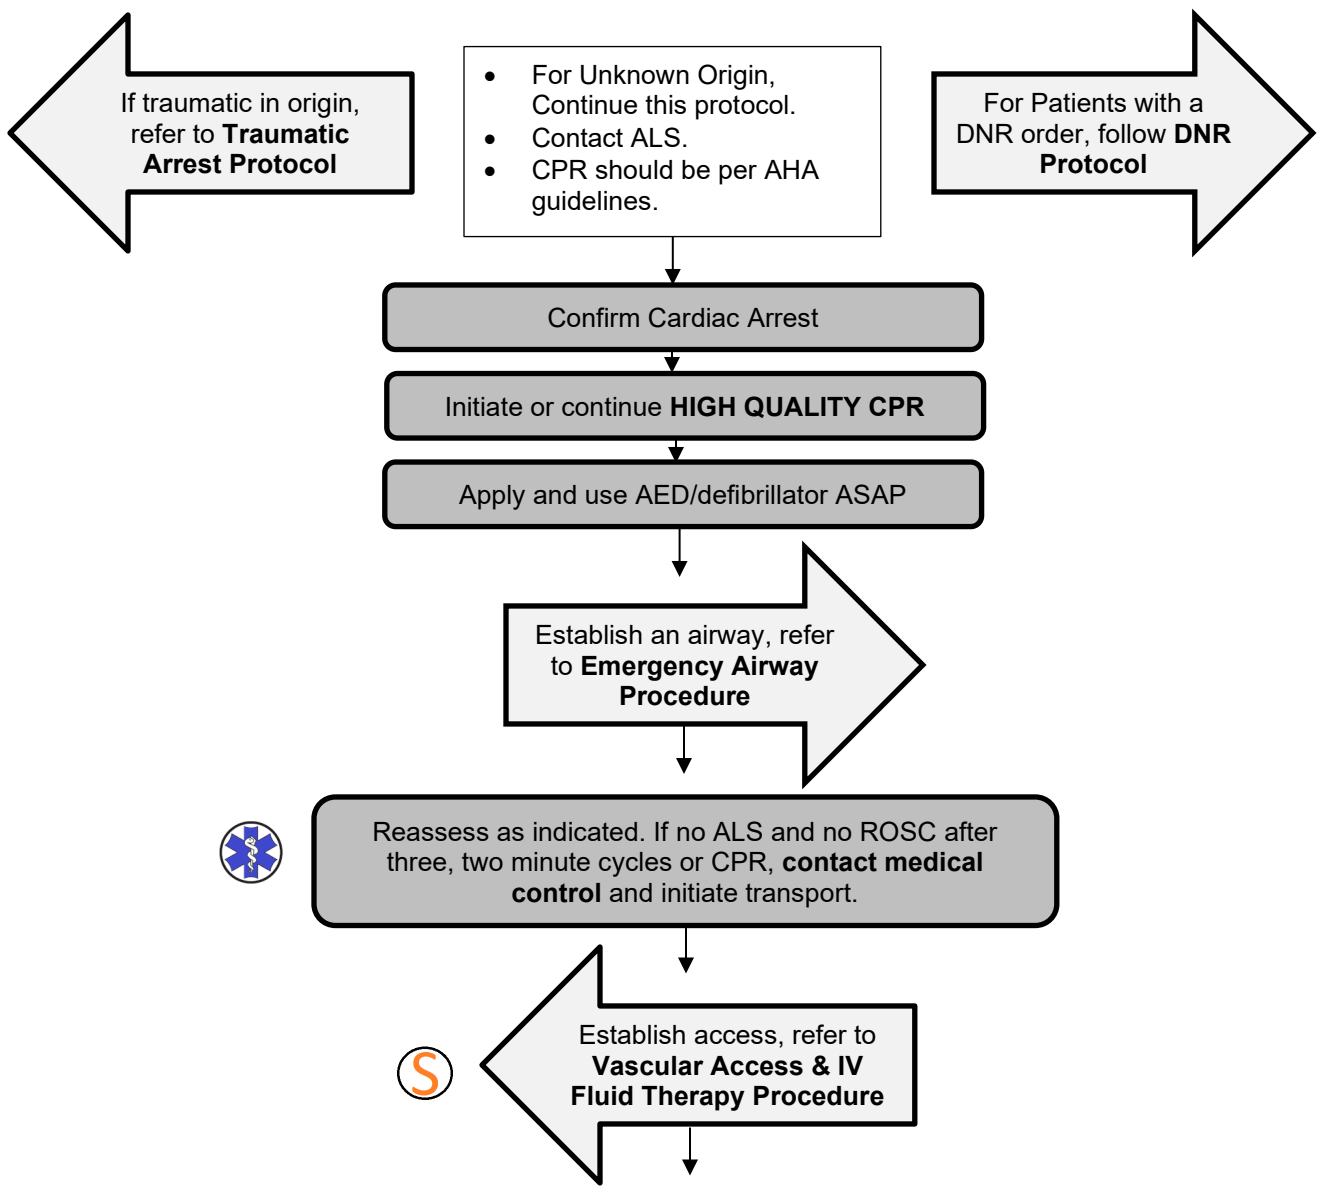 If traumatic in origin,
refer to Traumatic
Arrest Protocol
• For Unknown Origin,
Continue this protocol.
• Contact ALS.
• CPR should be per AHA
guidelines.
For Patients with a
DNR order, follow DNR
Protocol
Confirm Cardiac Arrest
Initiate or continue HIGH QUALITY CPR
Apply and use AED/defibrillator ASAP
Establish an airway, refer
to Emergency Airway
Procedure
Reassess as indicated. If no ALS and no ROSC after
three, two minute cycles or CPR, contact medical
control and initiate transport.
S
Establish access, refer to
Vascular Access & IV
Fluid Therapy Procedure